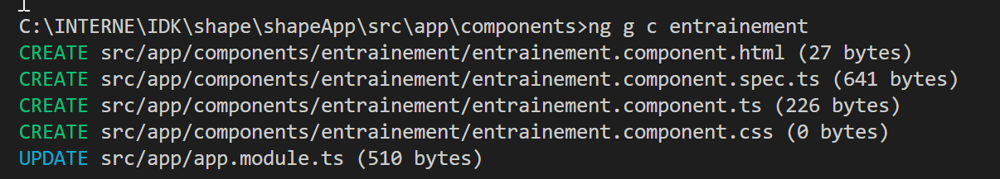 C:\INTERNE\IDK\shape\shapeApp\src\app\components>ng g c entrainement
CREATE src/app/components/entrainement/entrainement.component.html (27 bytes)
CREATE src/app/components/entrainement/entrainement.component.spec.ts (641 bytes)
CREATE src/app/components/entrainement/entrainement.component.ts (226 bytes)
CREATE src/app/components/entrainement/entrainement.component.css (0 bytes)
UPDATE src/app/app.module.ts (510 bytes)